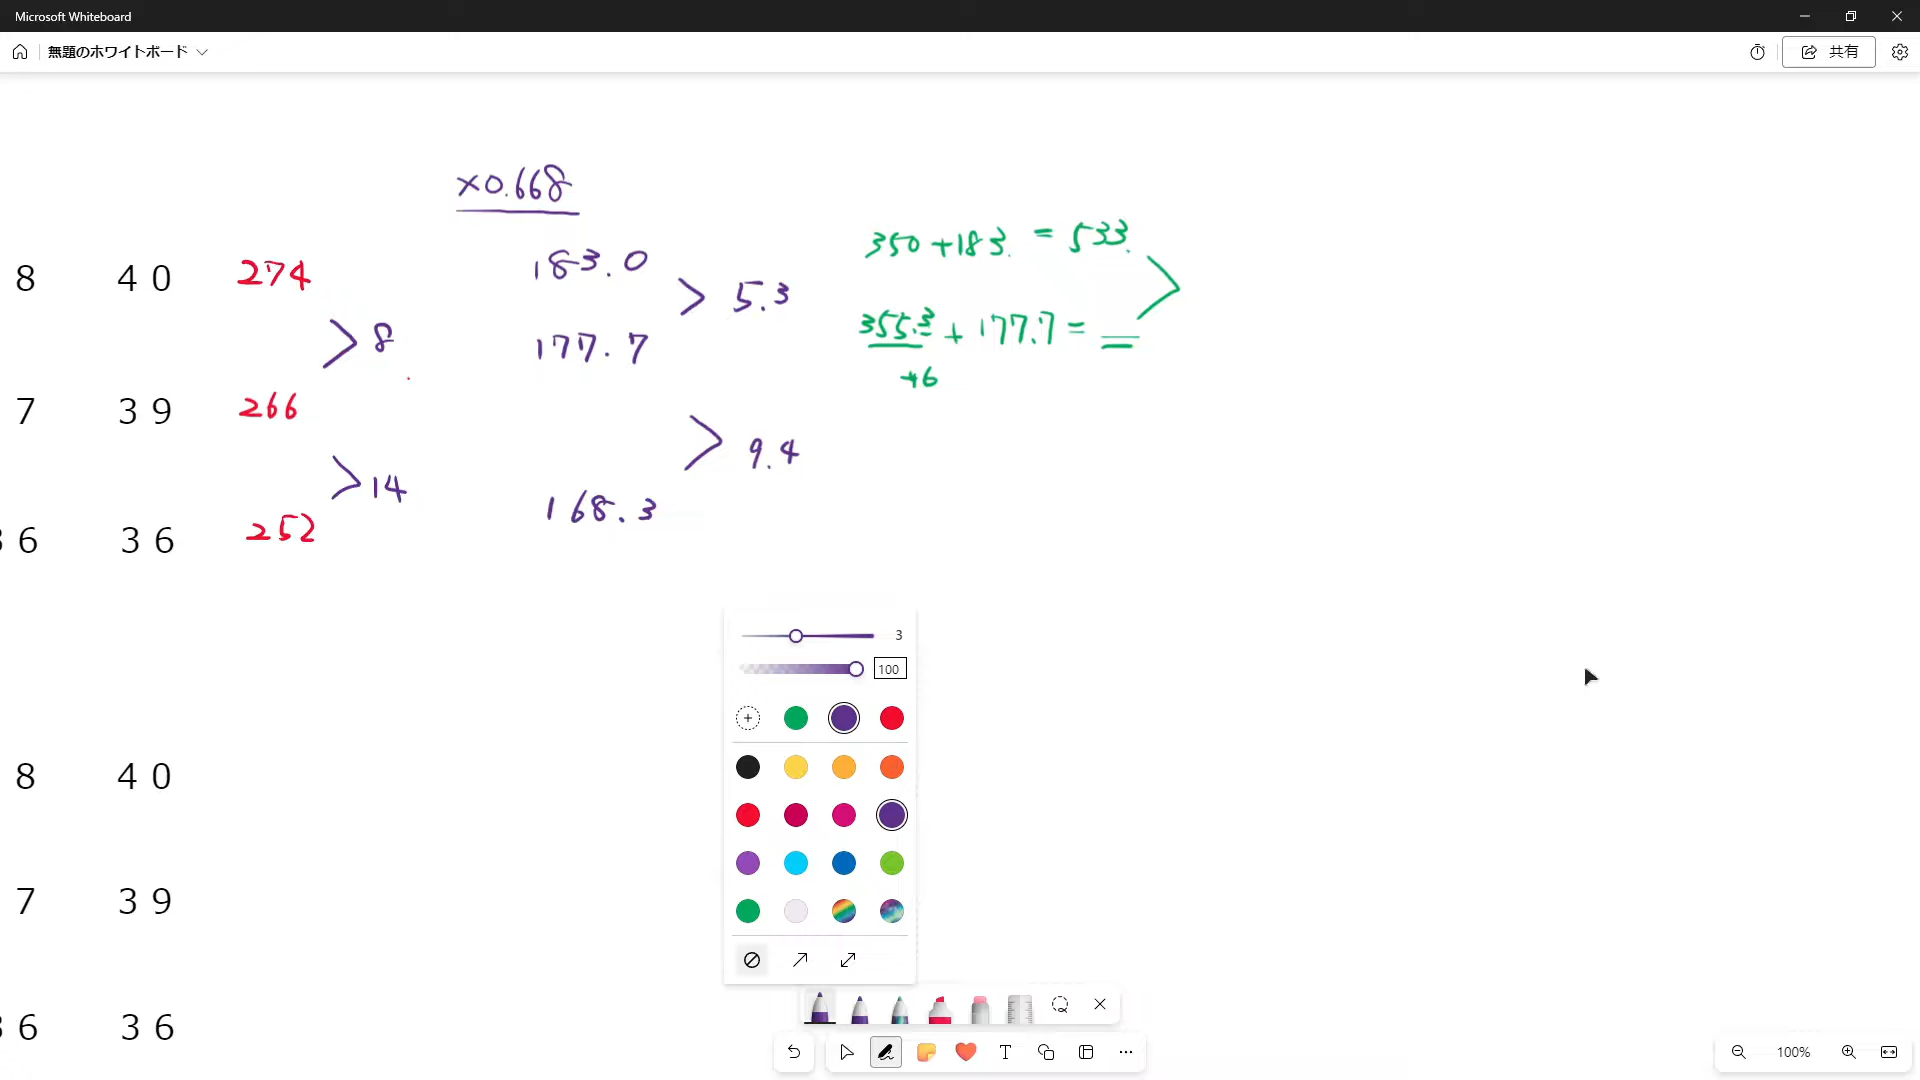 Microsoft Whiteboard
無題のホワイトボード
共有
×0.668
350+183. = 533.
183.0
8 40 274
> 5.3
355.3 + 177.7 =
> 8
177.7
+6
7 39 266
> 9.4
> 14
168.3
36 36 252
3
100
8 40
7 39
36 36
T
100%